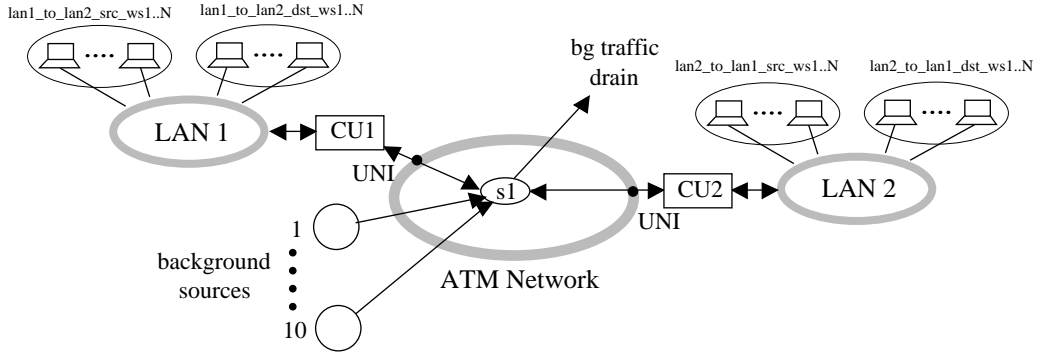 lan1_to_lan2_src_ws1..N
lan1_to_lan2_dst_ws1..N
bg traffic
drain
lan2_to_lan1_src_ws1..N
lan2_to_lan1_dst_ws1..N
LAN 1
CU1
UNI
s1
CU2
UNI
LAN 2
1
background
sources
10
ATM Network